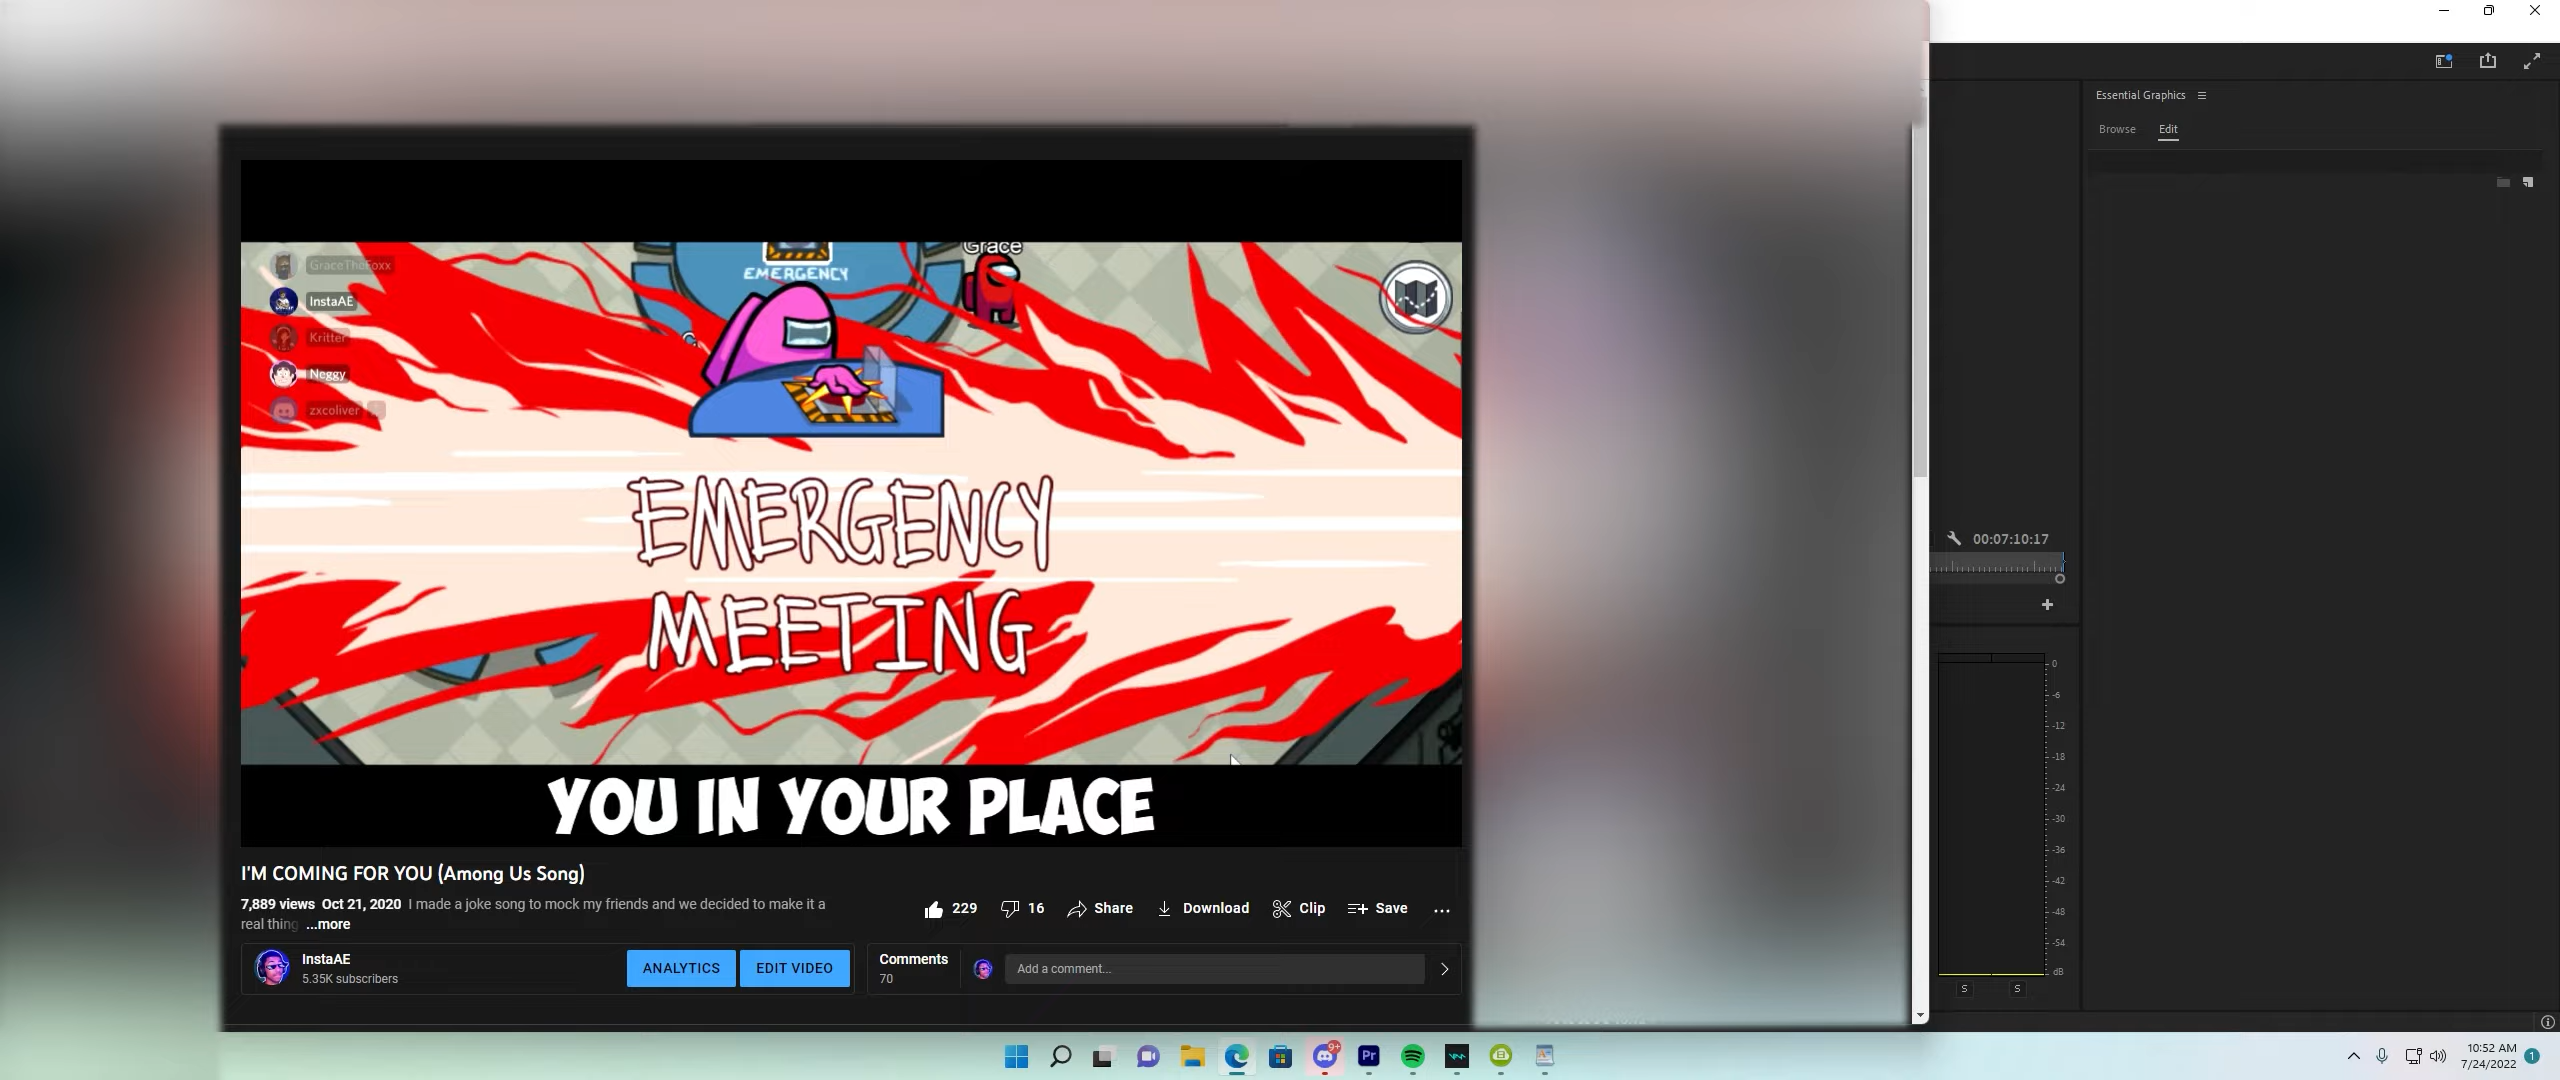 Essential Graphics
Browse Edit
Grace
EMERGENCY
GraceTheFoxx
InstaAE
Kritter
Neggy
zxcoliver
EMERGENCY
MEETING
YOU IN YOUR PLACE
00:07:10:17
0
-6
-12
-18
-24
-30
-36
-42
-48
-54
dB
S S
I'M COMING FOR YOU (Among Us Song)
7,889 views Oct 21, 2020 I made a joke song to mock my friends and we decided to make it a
real thing ...more
229 16 Share Download Clip Save ...
InstaAE
5.35K subscribers
ANALYTICS EDIT VIDEO
Comments
70
Add a comment...
9+
Pr
10:52 AM
7/24/2022
1